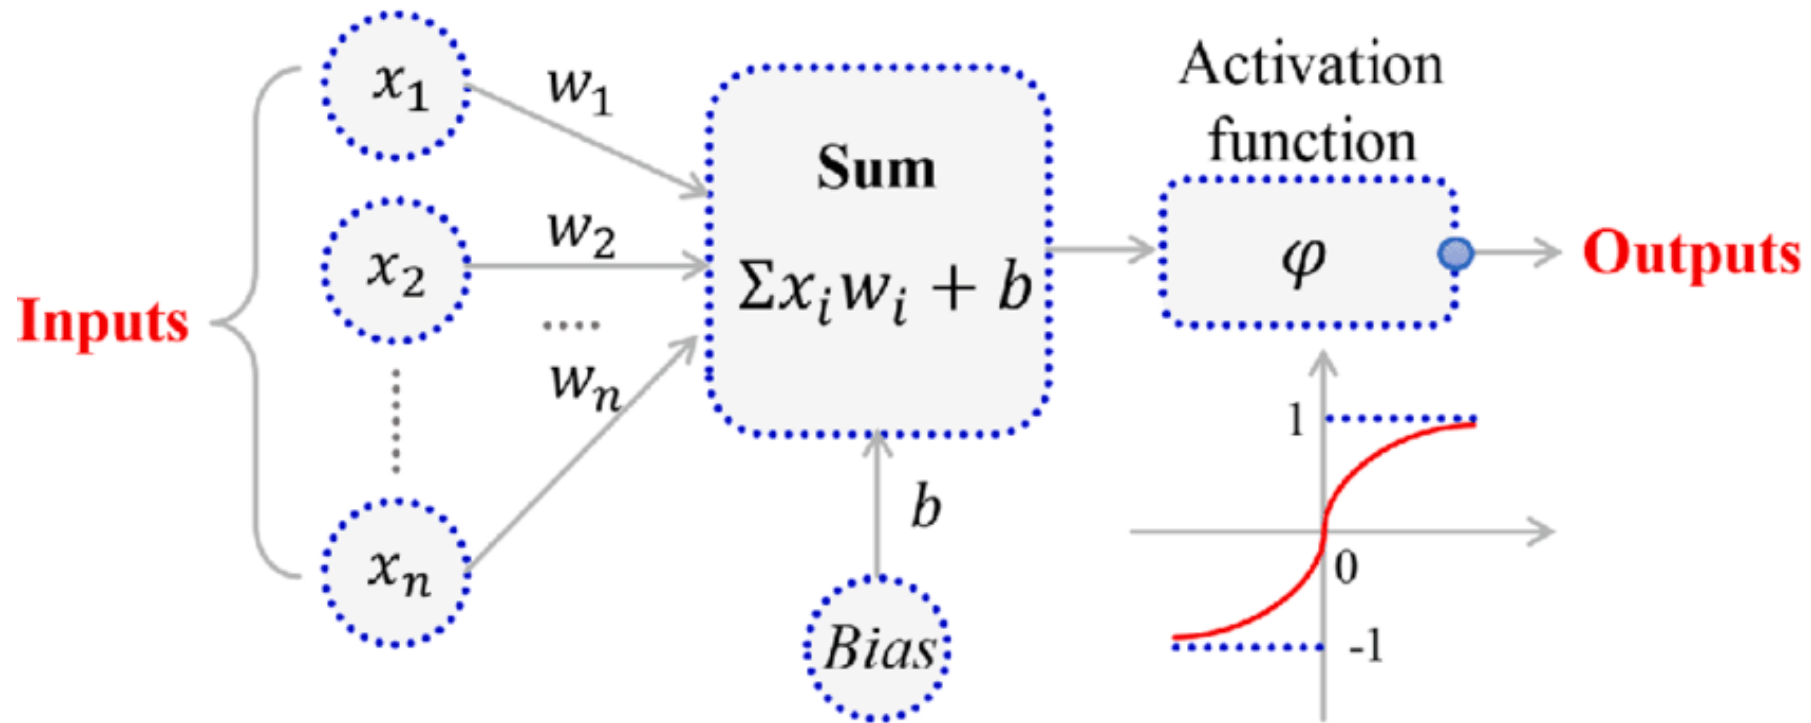 Inputs
x₁
x₂
xₙ
w₁
w₂
wₙ
Sum
Σxᵢwᵢ + b
b
Bias
Activation
function
φ
Outputs
1
0
-1